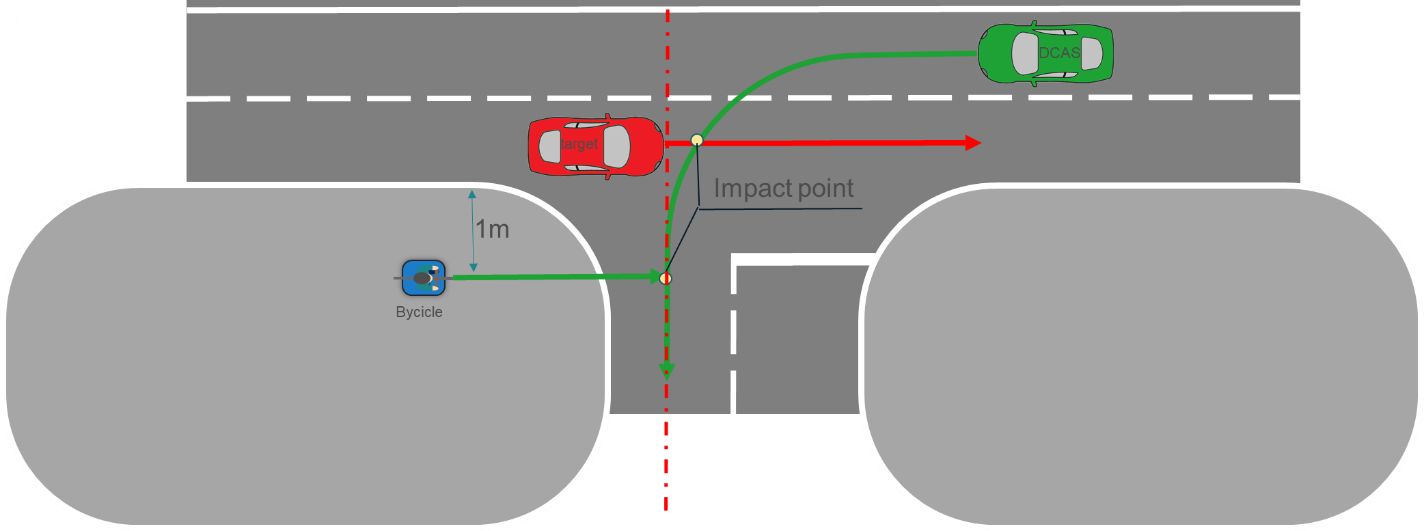 DCAS
target
Impact point
1m
Bycicle